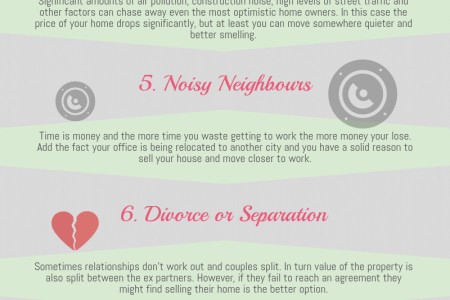 Significant amounts of air pollution, construction noise, high levels of street traffic and
other factors can chase away even the most optimistic home owners. In this case the
price of your home drops significantly, but at least you can move somewhere quieter and
better smelling.
5. Noisy Neighbours
Time is money and the more time you waste getting to work the more money your lose.
Add the fact your office is being relocated to another city and you have a solid reason to
sell your house and move closer to work.
6. Divorce or Separation
Sometimes relationships don't work out and couples split. In turn value of the property is
also split between the ex partners. However, if they fail to reach an agreement they
might find selling their home is the better option.